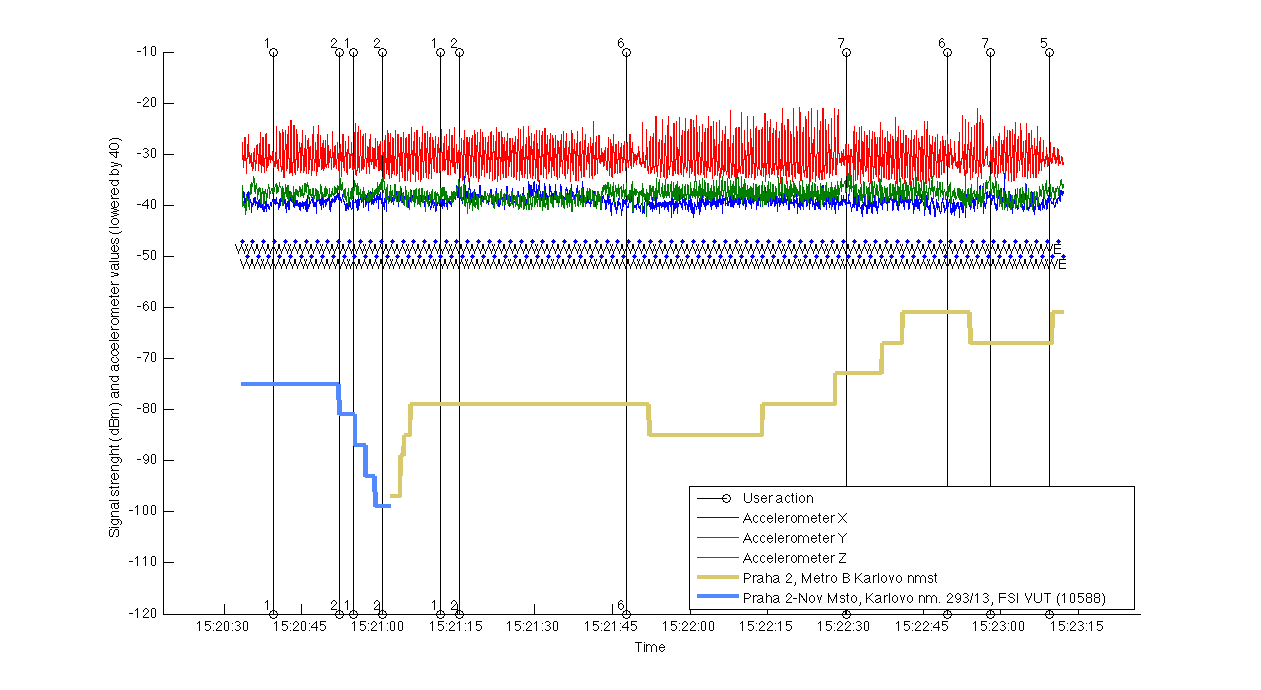 1 2 1 2 1 2 6 7 6 7 5
-10
-20
-30
-40
-50
-60
-70
-80
-90
-100
-110
-120
Signal strenght (dBm) and accelerometer values (lowered by 40)
E
E
User action
Accelerometer X
Accelerometer Y
Accelerometer Z
Praha 2, Metro B Karlovo nmst
Praha 2-Nov Msto, Karlovo nm. 293/13, FSI VUT (10588)
1 2 1 2 1 2 6
15:20:30 15:20:45 15:21:00 15:21:15 15:21:30 15:21:45 15:22:00 15:22:15 15:22:30 15:22:45 15:23:00 15:23:15
Time